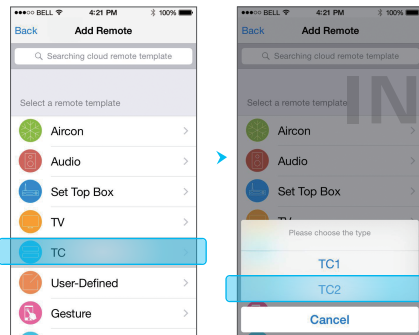 BELL 4:21 PM 100%
Back Add Remote
Searching cloud remote template
Select a remote template
Aircon
Audio
Set Top Box
TV
TC
User-Defined
Gesture
BELL 4:21 PM 100%
Back Add Remote
Searching cloud remote template
Select a remote template
IN
Aircon
Audio
Set Top Box
TV
Please choose the type
TC1
TC2
Cancel